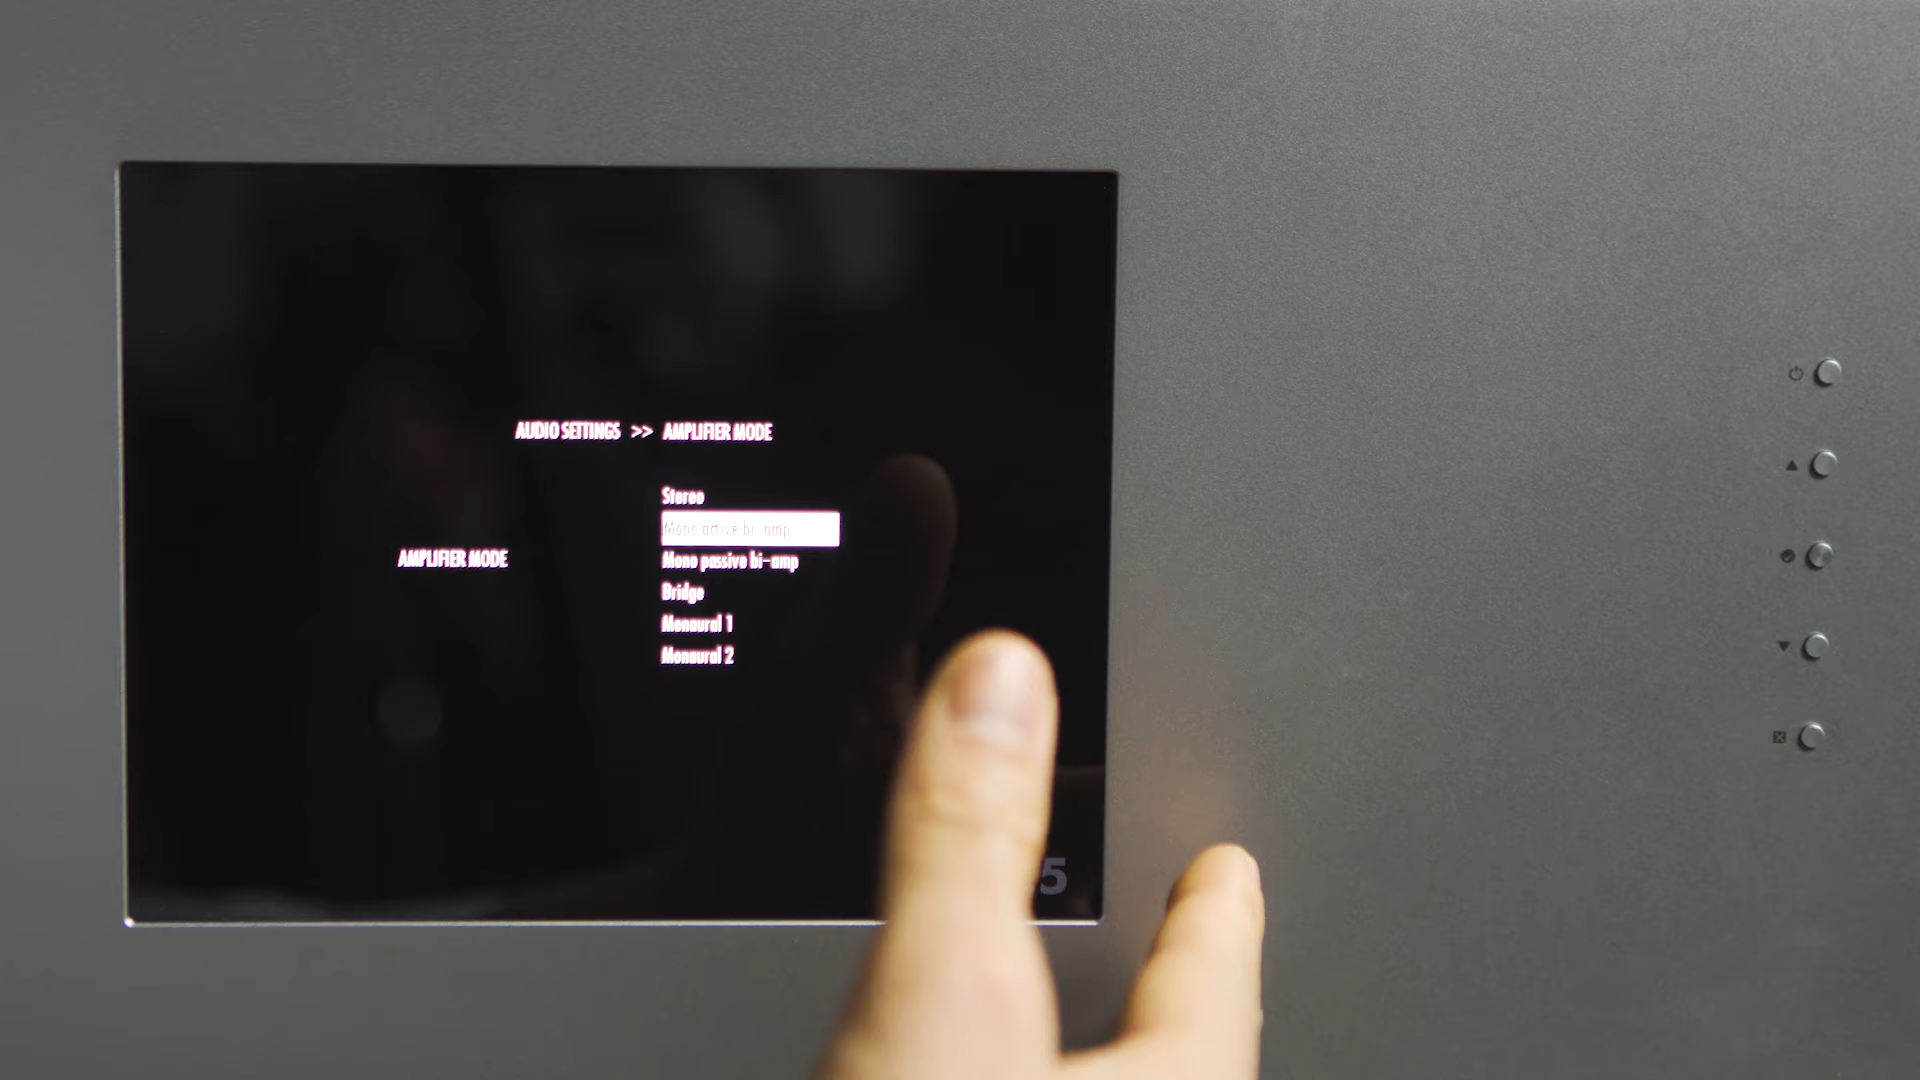 AUDIO SETTINGS >> AMPLIFIER MODE
AMPLIFIER MODE
Stereo
Mono active bi-amp
Mono passive bi-amp
Bridge
Monaural 1
Monaural 2
5